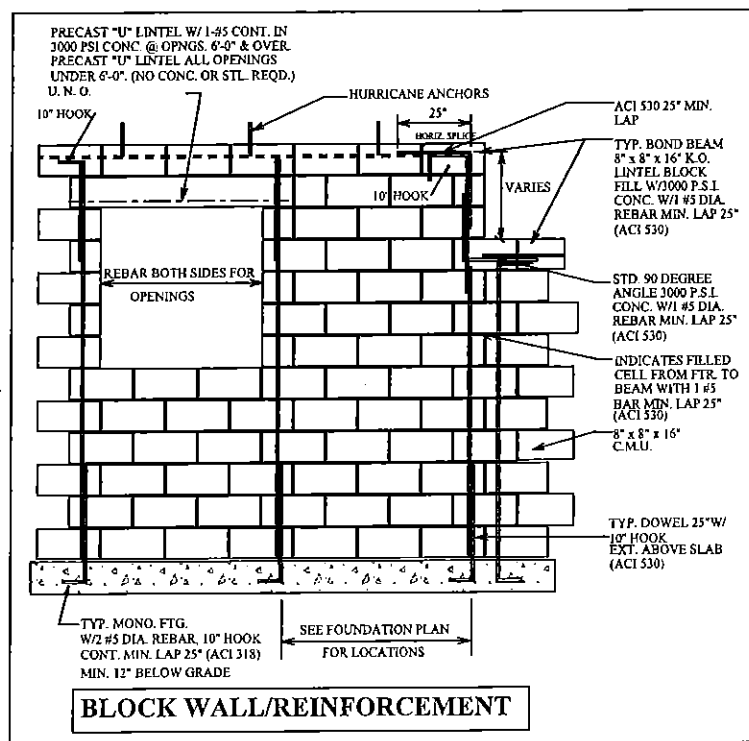 PRECAST "U" LINTEL W/ 1-#5 CONT. IN
3000 PSI CONC. @ OPNGS. 6'-0" & OVER.
PRECAST "U" LINTEL ALL OPENINGS
UNDER 6'-0". (NO CONC. OR STL. REQD.)
U. N. O.
10" HOOK
HURRICANE ANCHORS
25"
HORIZ. SPLICE
10" HOOK
VARIES
ACI 530 25" MIN.
LAP
TYP. BOND BEAM
8" x 8" x 16" K.O.
LINTEL BLOCK
FILL W/3000 P.S.I.
CONC. W/1 #5 DIA.
REBAR MIN. LAP 25"
(ACI 530)
REBAR BOTH SIDES FOR
OPENINGS
STD. 90 DEGREE
ANGLE 3000 P.S.I.
CONC. W/1 #5 DIA.
REBAR MIN. LAP 25"
(ACI 530)
INDICATES FILLED
CELL FROM FTR. TO
BEAM WITH 1 #5
BAR MIN. LAP 25"
(ACI 530)
8" x 8" x 16"
C.M.U.
TYP. DOWEL 25"W/
10" HOOK
EXT. ABOVE SLAB
(ACI 530)
TYP. MONO. FTG.
W/2 #5 DIA. REBAR, 10" HOOK
CONT. MIN. LAP 25" (ACI 318)
MIN. 12" BELOW GRADE
SEE FOUNDATION PLAN
FOR LOCATIONS
BLOCK WALL/REINFORCEMENT